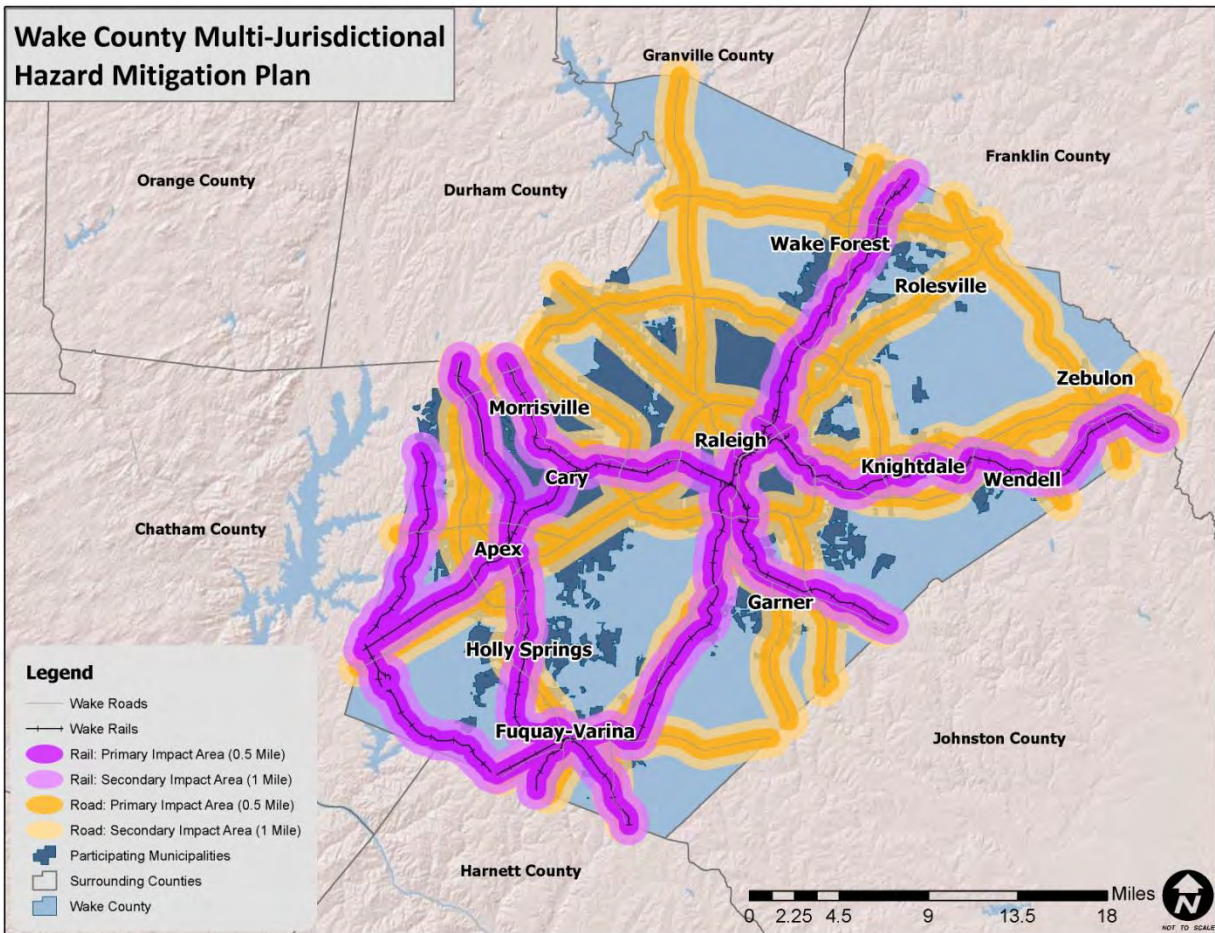 Wake County Multi-Jurisdictional
Hazard Mitigation Plan
Granville County
Franklin County
Orange County
Durham County
Wake Forest
Rolesville
Zebulon
Morrisville
Raleigh
Knightdale
Cary
Wendell
Chatham County
Apex
Garner
Holly Springs
Fuquay-Varina
Johnston County
Harnett County
Legend
Wake Roads
Wake Rails
Rail: Primary Impact Area (0.5 Mile)
Rail: Secondary Impact Area (1 Mile)
Road: Primary Impact Area (0.5 Mile)
Road: Secondary Impact Area (1 Mile)
Participating Municipalities
Surrounding Counties
Wake County
Miles
0 2.25 4.5 9 13.5 18
N
NOT TO SCALE